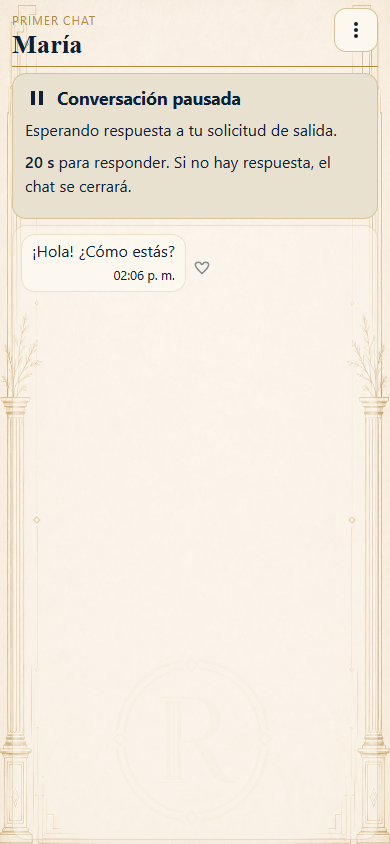 PRIMER CHAT
María
Conversación pausada
Esperando respuesta a tu solicitud de salida.
20 s para responder. Si no hay respuesta, el
chat se cerrará.
¡Hola! ¿Cómo estás?
02:06 p. m.
R